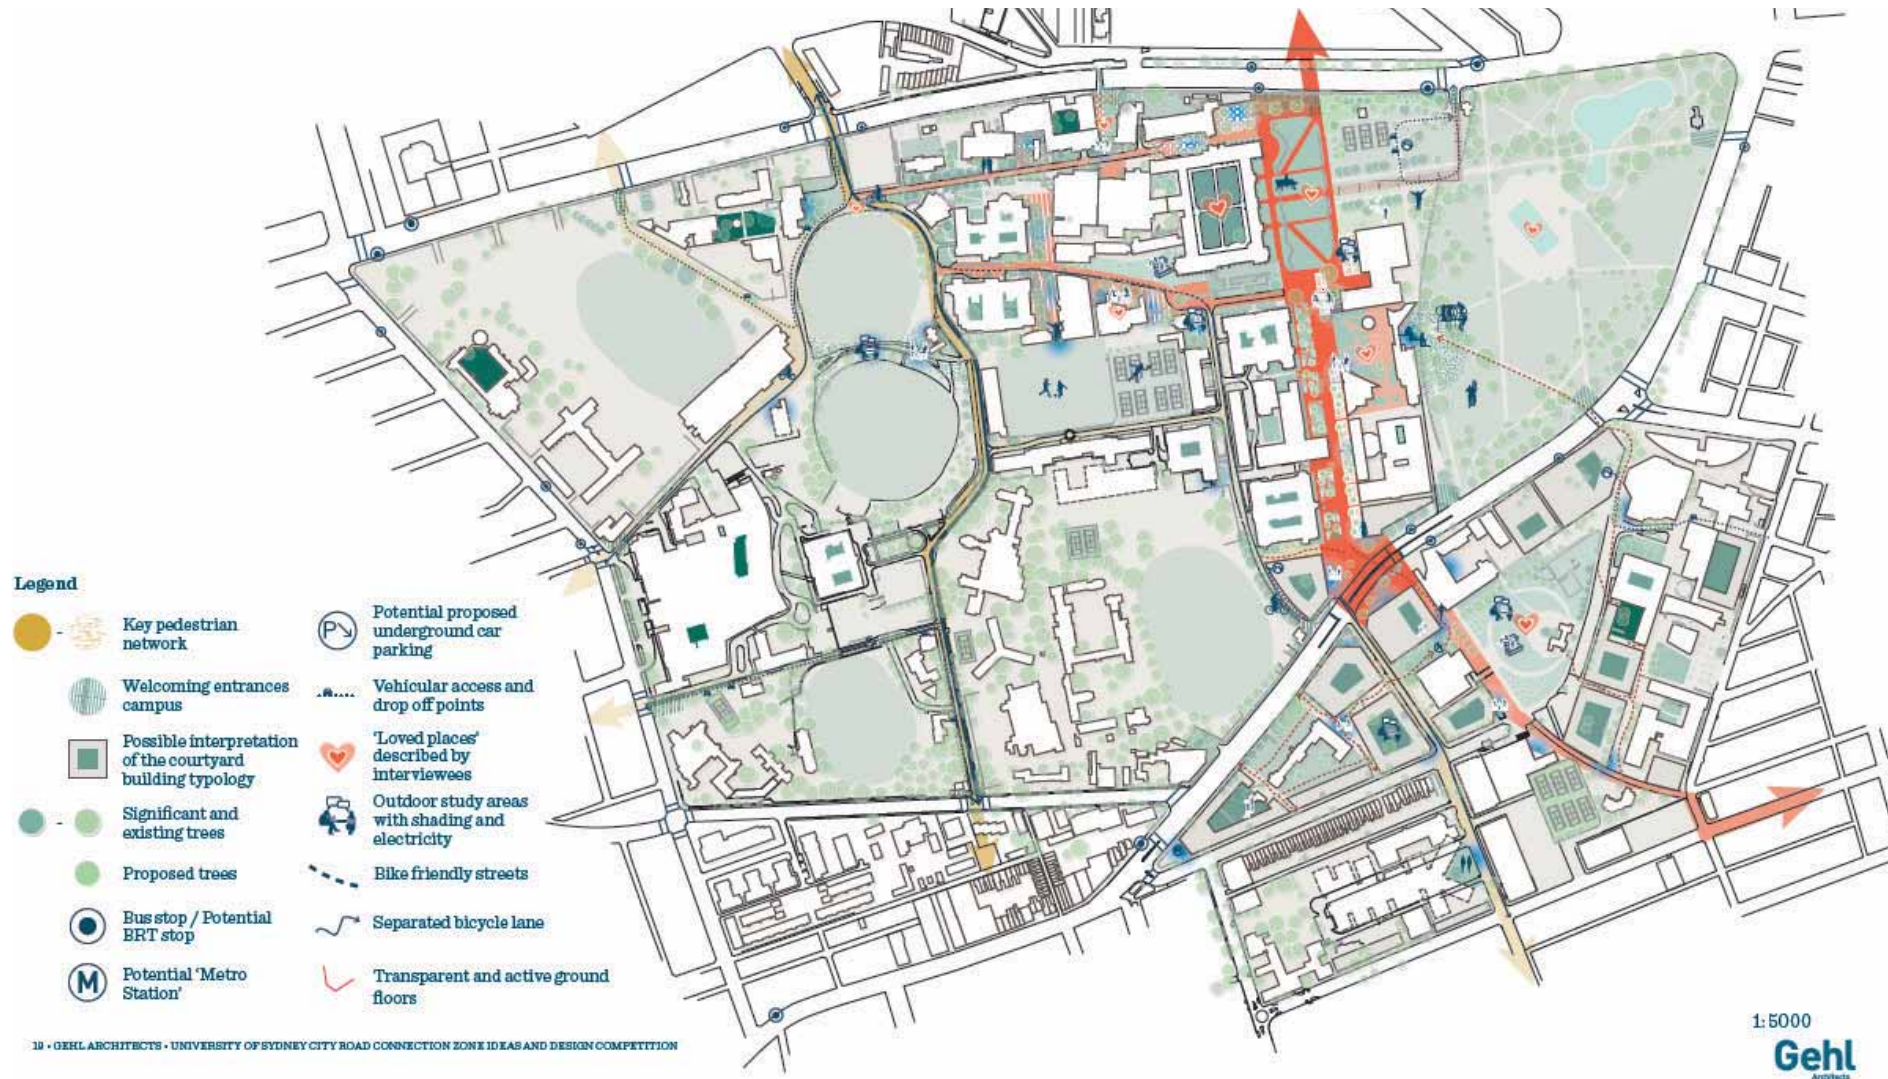 Legend
Key pedestrian
network
Welcoming entrances
campus
Possible interpretation
of the courtyard
building typology
Significant and
existing trees
Proposed trees
Bus stop / Potential
BRT stop
M
Potential ‘Metro
Station’
P
Potential proposed
underground car
parking
Vehicular access and
drop off points
‘Loved places’
described by
interviewees
Outdoor study areas
with shading and
electricity
Bike friendly streets
Separated bicycle lane
Transparent and active ground
floors
19 • GEHL ARCHITECTS • UNIVERSITY OF SYDNEY CITY ROAD CONNECTION ZONE IDEAS AND DESIGN COMPETITION
1:5000
Gehl
Architects